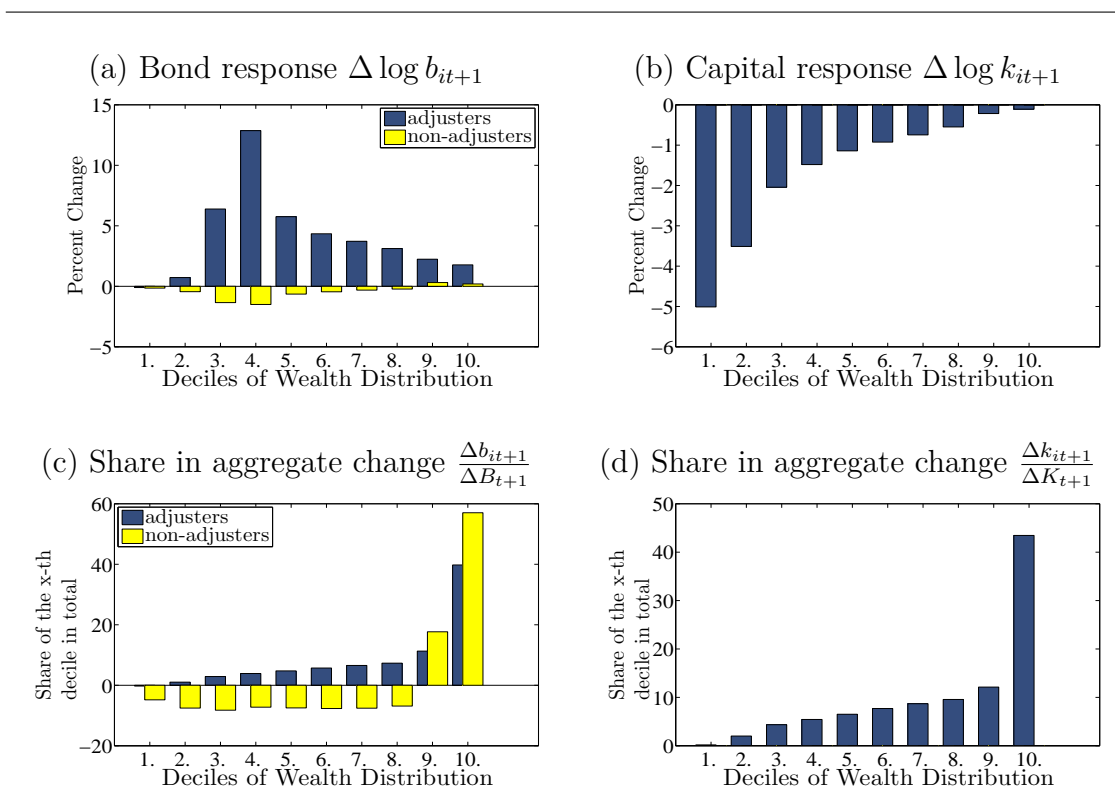 (a) Bond response Δ log b_{it+1}
15
10
5
0
−5
Percent Change
adjusters
non-adjusters
1. 2. 3. 4. 5. 6. 7. 8. 9. 10.
Deciles of Wealth Distribution
(b) Capital response Δ log k_{it+1}
0
−1
−2
−3
−4
−5
−6
Percent Change
1. 2. 3. 4. 5. 6. 7. 8. 9. 10.
Deciles of Wealth Distribution
(c) Share in aggregate change \frac{Δb_{it+1}}{ΔB_{t+1}}
60
40
20
0
−20
Share of the x-th
decile in total
adjusters
non-adjusters
1. 2. 3. 4. 5. 6. 7. 8. 9. 10.
Deciles of Wealth Distribution
(d) Share in aggregate change \frac{Δk_{it+1}}{ΔK_{t+1}}
50
40
30
20
10
0
Share of the x-th
decile in total
1. 2. 3. 4. 5. 6. 7. 8. 9. 10.
Deciles of Wealth Distribution